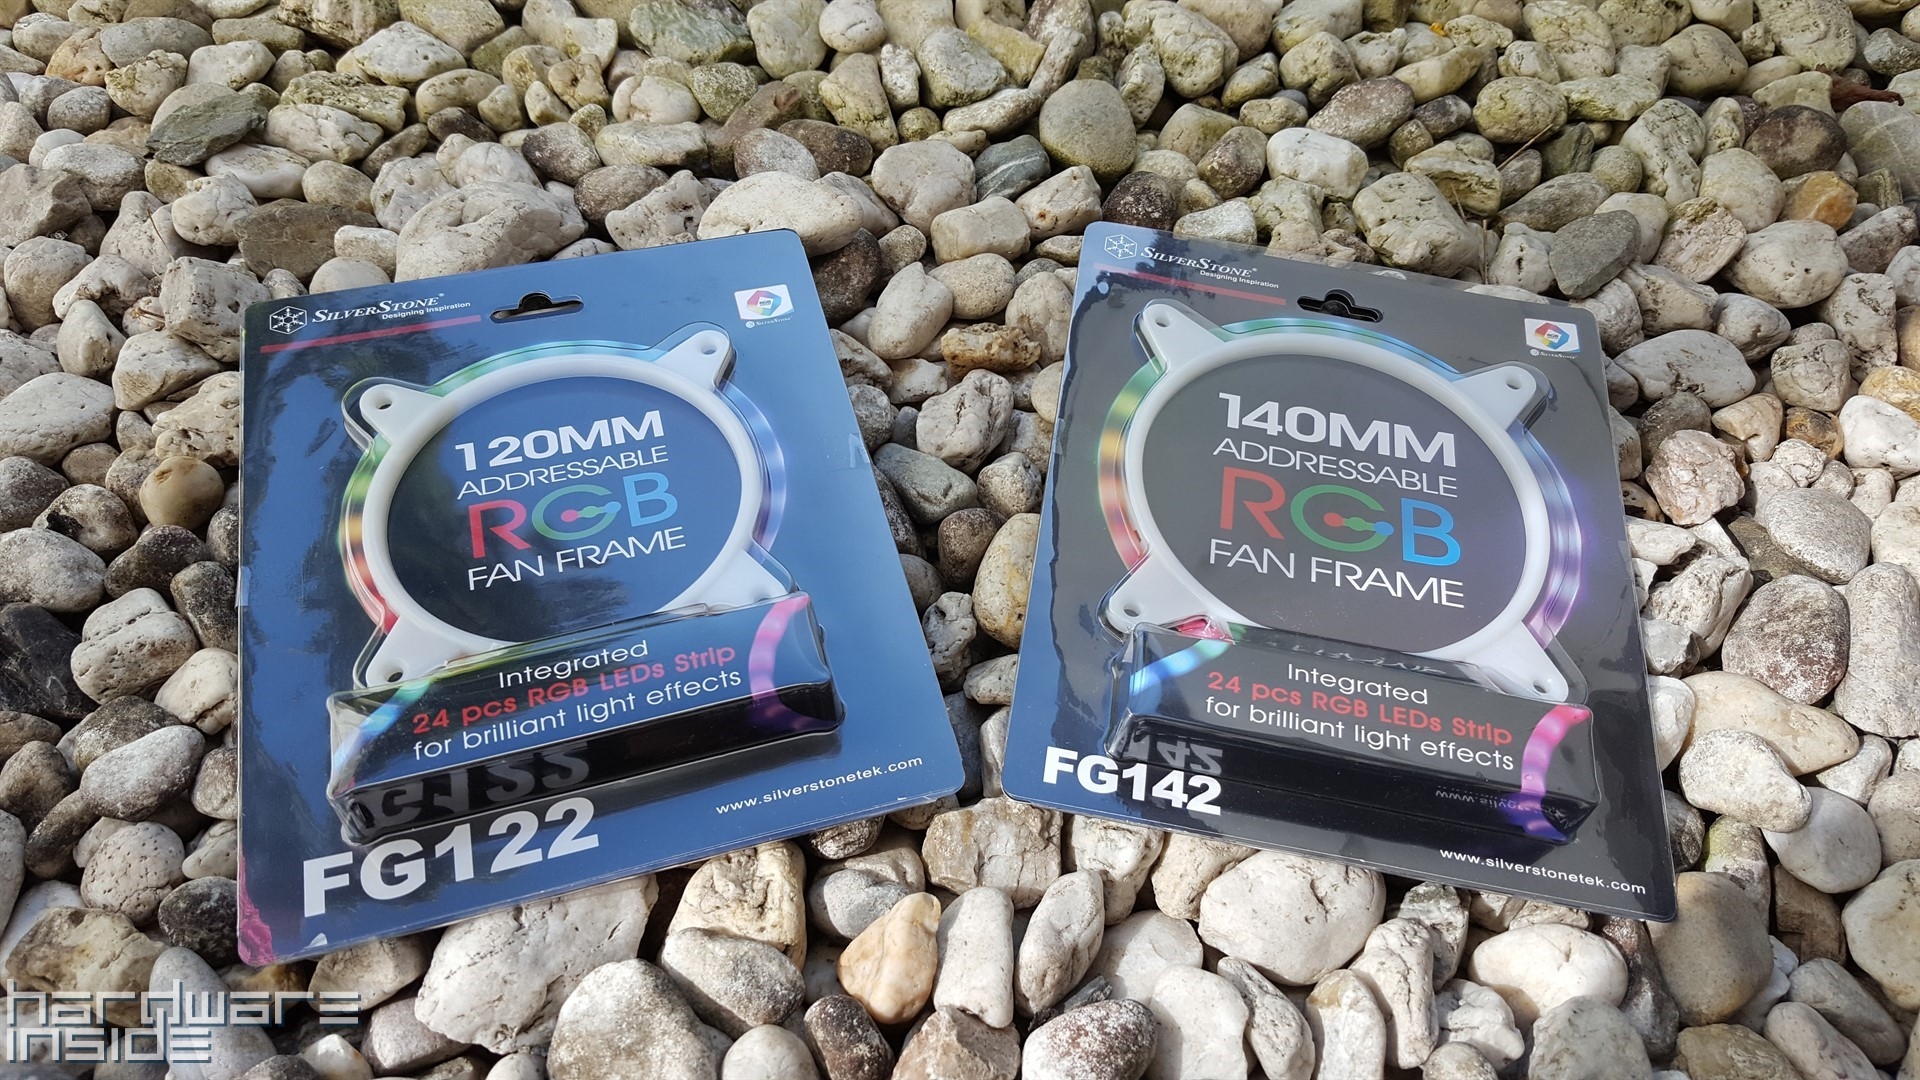 SILVERSTONE®
Designing Inspiration
SILVERSTONE
120MM
ADDRESSABLE
RGB
FAN FRAME
Integrated
24 pcs RGB LEDs Strip
for brilliant light effects
www.silverstonetek.com
FG122
SILVERSTONE®
Designing Inspiration
SILVERSTONE
140MM
ADDRESSABLE
RGB
FAN FRAME
Integrated
24 pcs RGB LEDs Strip
for brilliant light effects
FG142
www.silverstonetek.com
hardware
inside